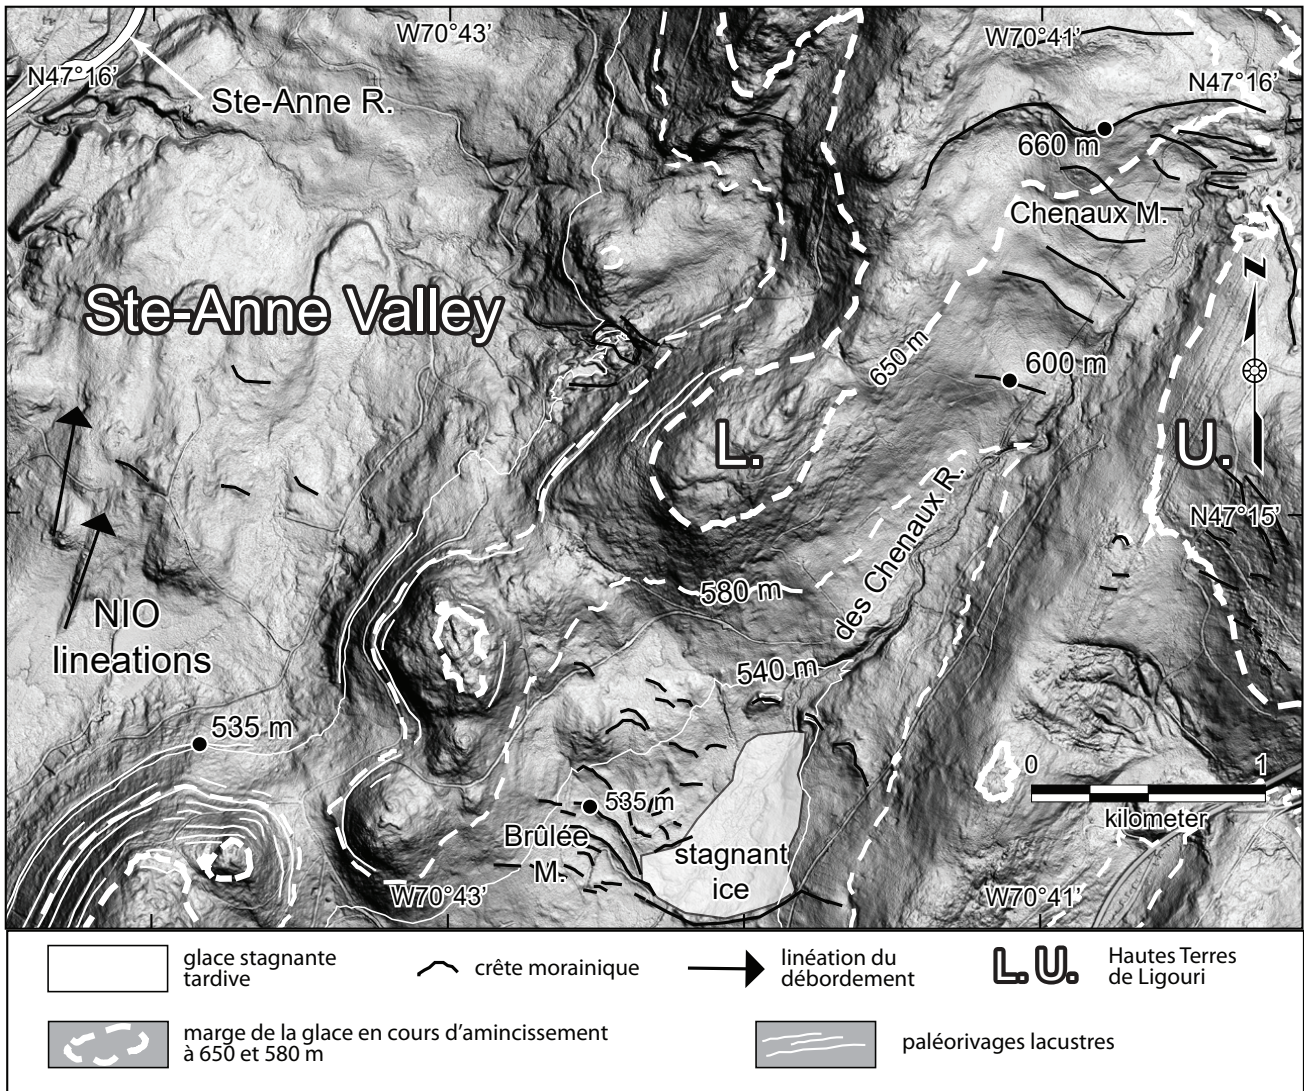 W70°43'
W70°41'
N47°16'
N47°16'
Ste-Anne R.
660 m
Chenaux M.
N
Ste-Anne Valley
650 m
600 m
L.
U.
des Chenaux R.
N47°15'
580 m
NIO
lineations
540 m
535 m
0 1
kilometer
535 m
Brûlée
M.
stagnant
ice
W70°43'
W70°41'
glace stagnante
tardive
crête morainique
linéation du
débordement
L. U.
Hautes Terres
de Ligouri
marge de la glace en cours d'amincissement
à 650 et 580 m
paléorivages lacustres